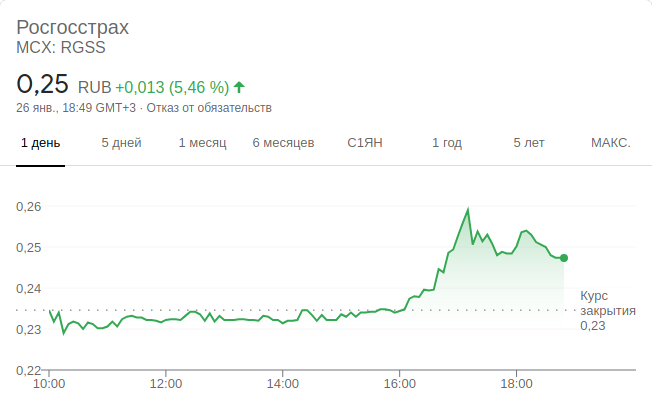 Росгосстрах
MCX: RGSS
0,25 RUB +0,013 (5,46 %)
26 янв., 18:49 GMT+3 · Отказ от обязательств
1 день 5 дней 1 месяц 6 месяцев С1ЯН 1 год 5 лет МАКС.
0,26
0,25
0,24
Курс
закрытия
0,23
0,23
0,22
10:00 12:00 14:00 16:00 18:00